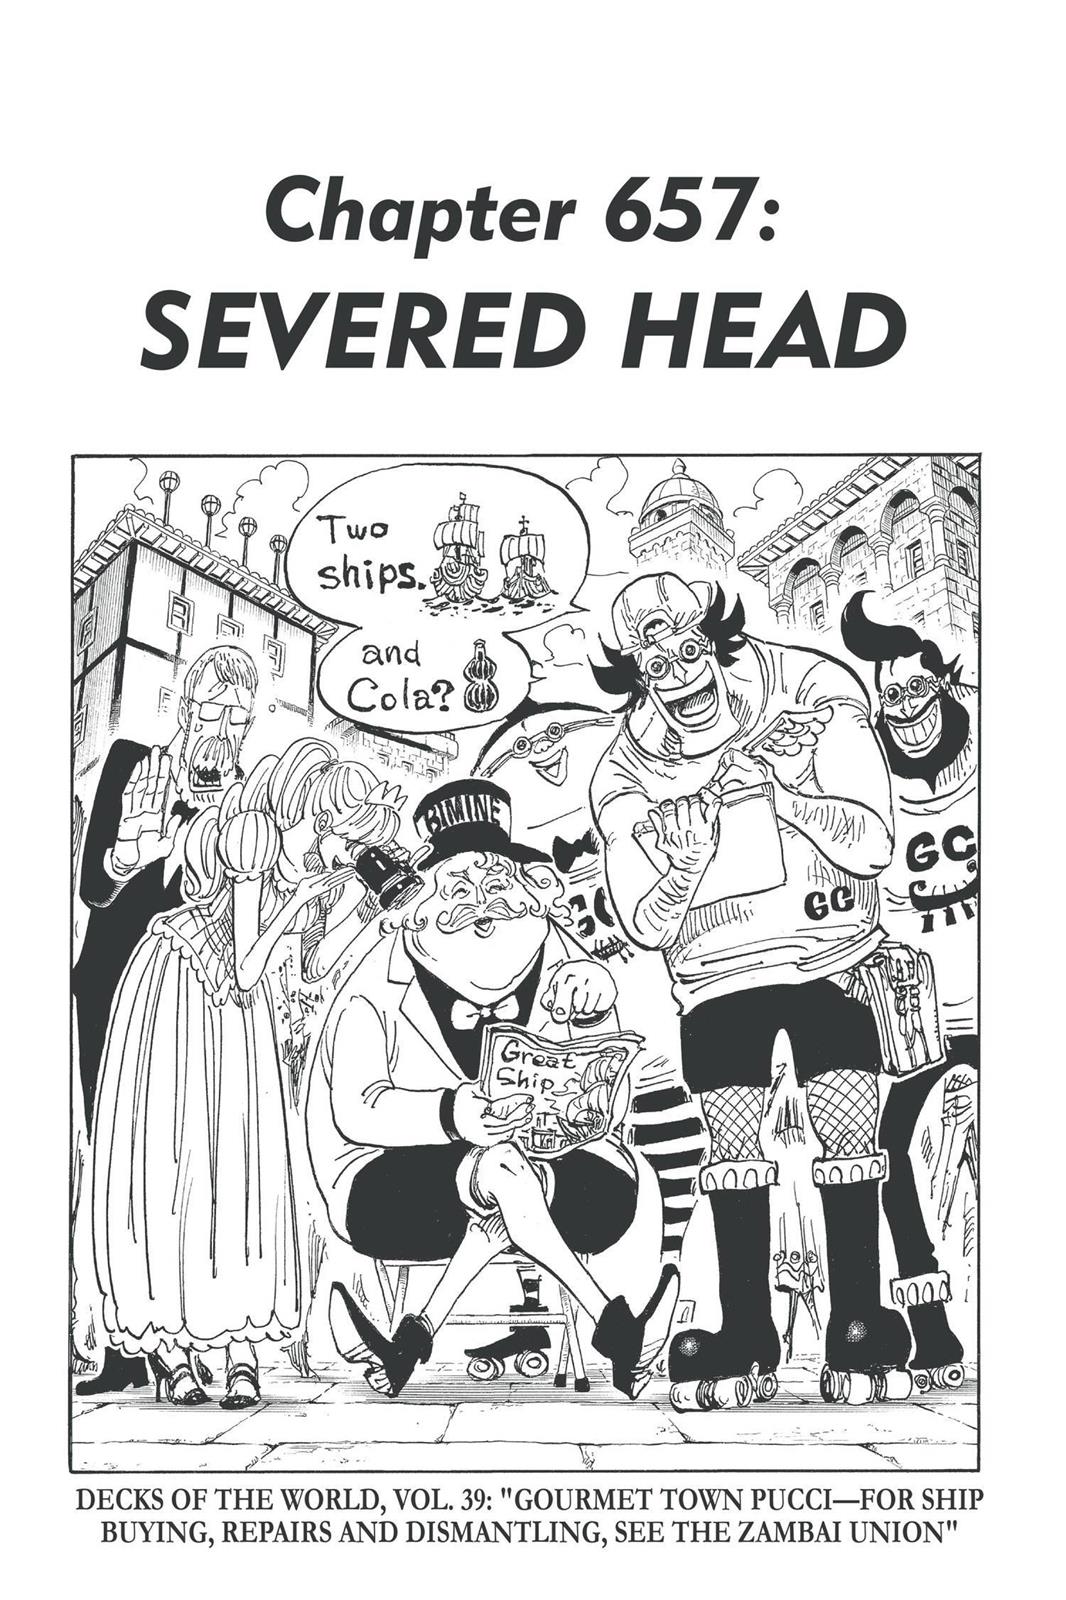 Chapter 657:
SEVERED HEAD
Two
ships.
and
Cola?
BIMINE
GC
GC
GC
Great
Ships
DECKS OF THE WORLD, VOL. 39: "GOURMET TOWN PUCCI—FOR SHIP
BUYING, REPAIRS AND DISMANTLING, SEE THE ZAMBAI UNION"